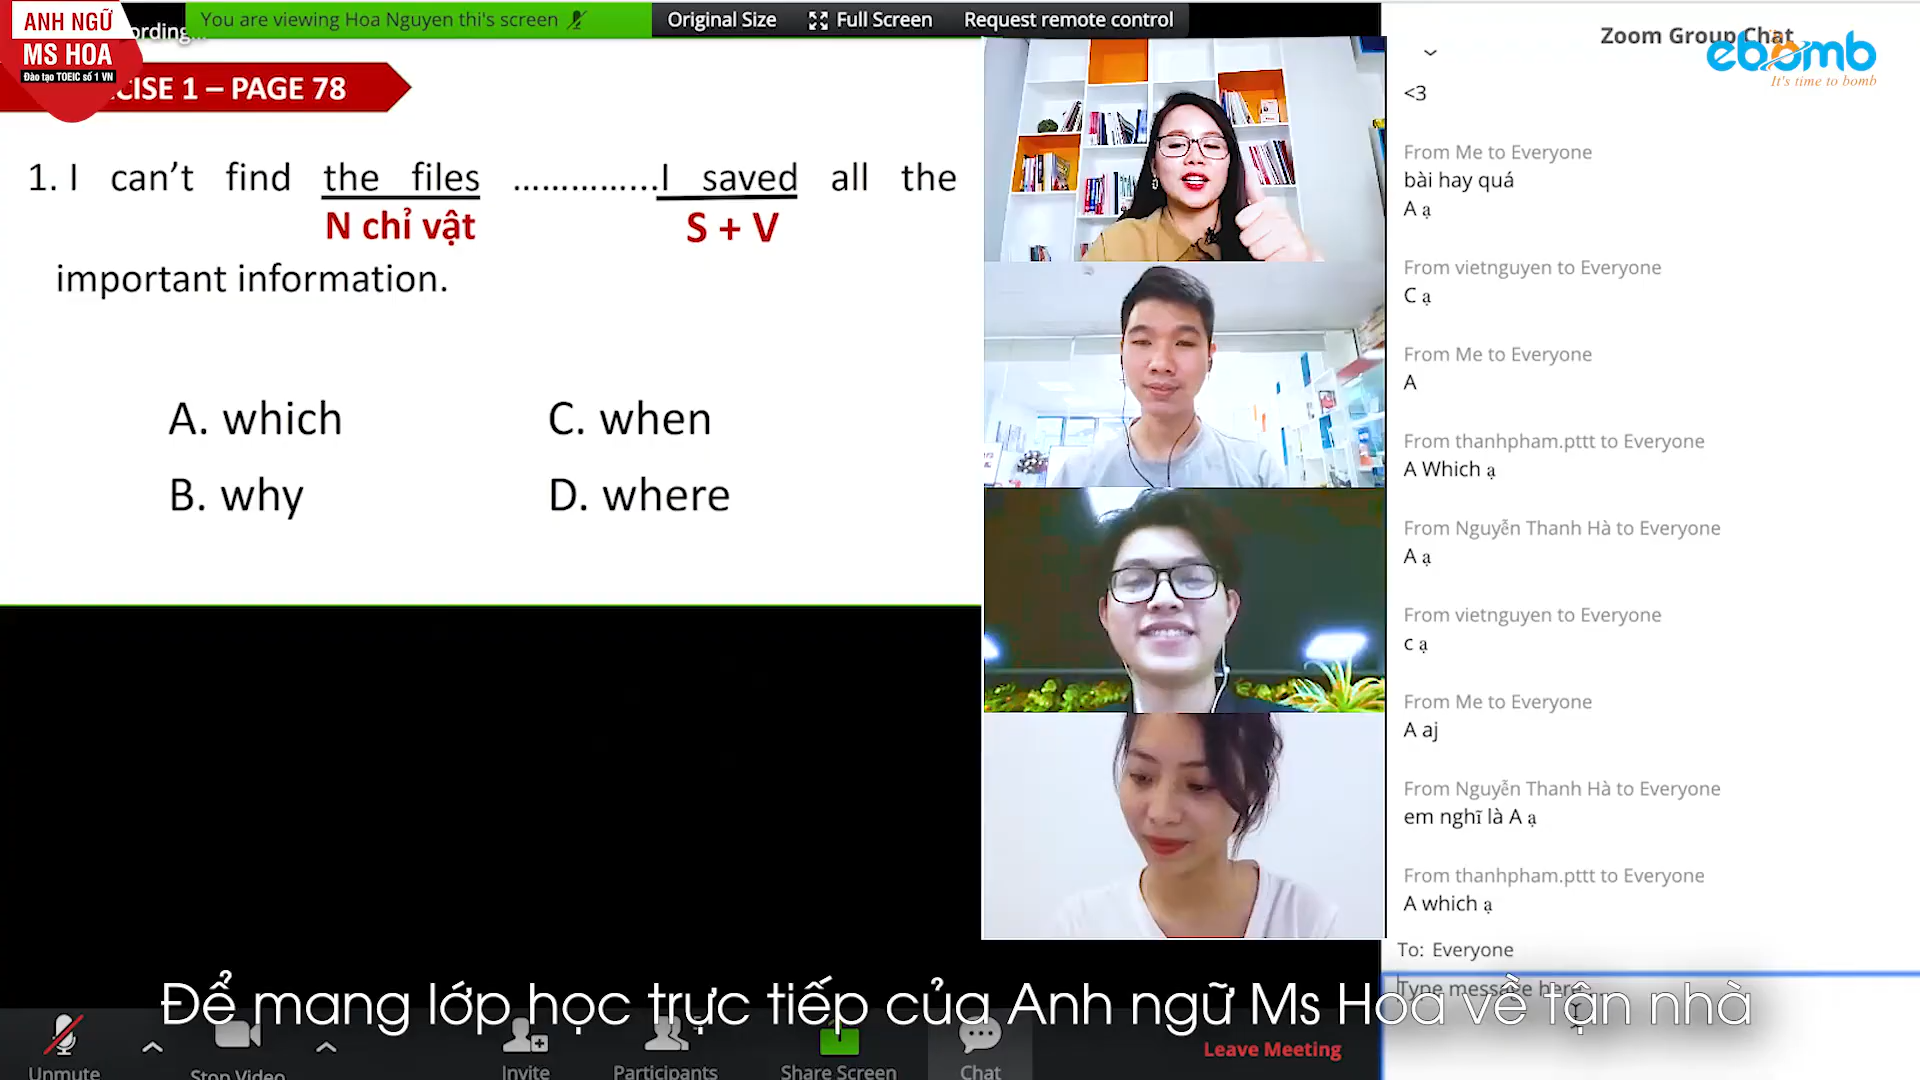 ANH NGỮ
MS HOA
Đào tạo TOEIC số 1 VN
ording...
You are viewing Hoa Nguyen thi's screen
Original Size
Full Screen
Request remote control
CISE 1 – PAGE 78
1. I can't find the files ...............I saved all the
N chỉ vật
S + V
important information.
A. which
C. when
B. why
D. where
Zoom Group Chat
ebomb
It's time to bomb
<3
From Me to Everyone
bài hay quá
A ạ
From vietnguyen to Everyone
C ạ
From Me to Everyone
A
From thanhpham.pttt to Everyone
A Which ạ
From Nguyễn Thanh Hà to Everyone
A ạ
From vietnguyen to Everyone
c ạ
From Me to Everyone
A aj
From Nguyễn Thanh Hà to Everyone
em nghĩ là A ạ
From thanhpham.pttt to Everyone
A which ạ
To: Everyone
Type message here
Để mang lớp học trực tiếp của Anh ngữ Ms Hoa về tận nhà
Unmute
Stop Video
Invite
Participants
Share Screen
Chat
Leave Meeting